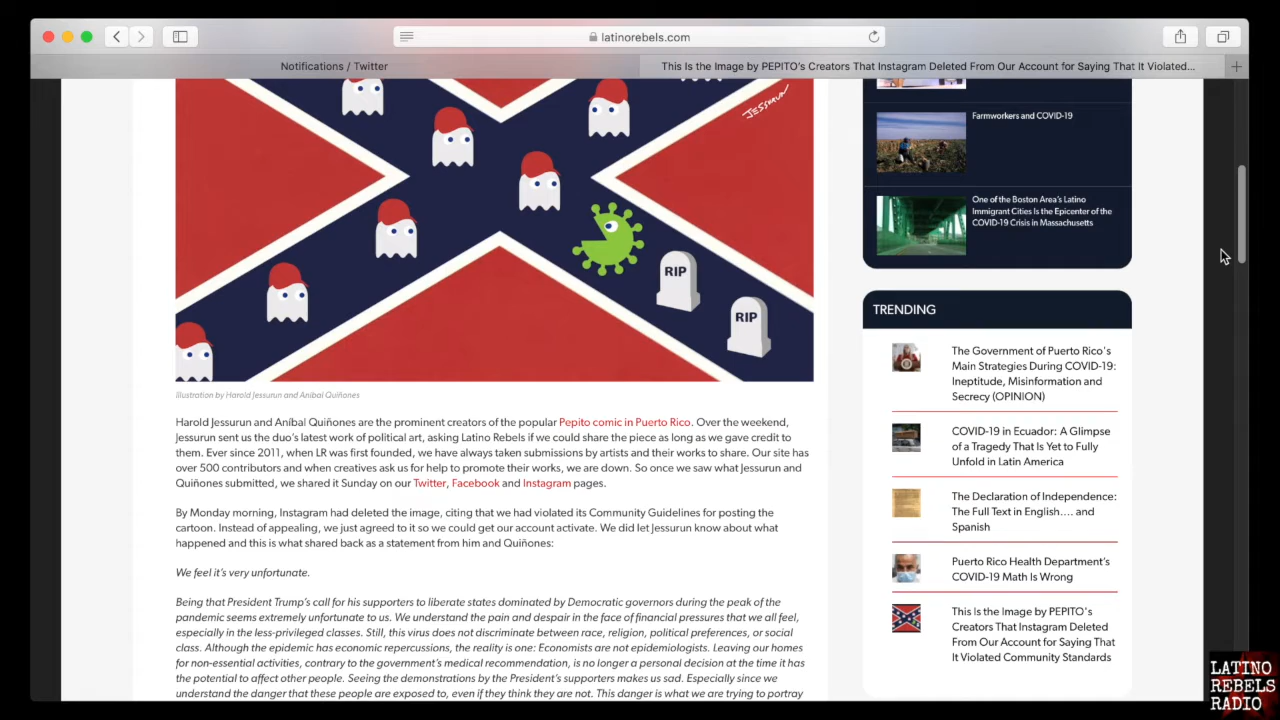 latinorebels.com
Notifications / Twitter
This Is the Image by PEPITO's Creators That Instagram Deleted From Our Account for Saying That It Violated...
JESSURUN
RIP
RIP
Illustration by Harold Jessurun and Aníbal Quiñones
Harold Jessurun and Aníbal Quiñones are the prominent creators of the popular Pepito comic in Puerto Rico. Over the weekend,
Jessurun sent us the duo's latest work of political art, asking Latino Rebels if we could share the piece as long as we gave credit to
them. Ever since 2011, when LR was first founded, we have always taken submissions by artists and their works to share. Our site has
over 500 contributors and when creatives ask us for help to promote their works, we are down. So once we saw what Jessurun and
Quiñones submitted, we shared it Sunday on our Twitter, Facebook and Instagram pages.
By Monday morning, Instagram had deleted the image, citing that we had violated its Community Guidelines for posting the
cartoon. Instead of appealing, we just agreed to it so we could get our account activate. We did let Jessurun know about what
happened and this is what shared back as a statement from him and Quiñones:
We feel it's very unfortunate.
Being that President Trump's call for his supporters to liberate states dominated by Democratic governors during the peak of the
pandemic seems extremely unfortunate to us. We understand the pain and despair in the face of financial pressures that we all feel,
especially in the less-privileged classes. Still, this virus does not discriminate between race, religion, political preferences, or social
class. Although the epidemic has economic repercussions, the reality is one: Economists are not epidemiologists. Leaving our homes
for non-essential activities, contrary to the government's medical recommendation, is no longer a personal decision at the time it has
the potential to affect other people. Seeing the demonstrations by the President's supporters makes us sad. Especially since we
understand the danger that these people are exposed to, even if they think they are not. This danger is what we are trying to portray
Farmworkers and COVID-19
One of the Boston Area's Latino
Immigrant Cities Is the Epicenter of the
COVID-19 Crisis in Massachusetts
TRENDING
The Government of Puerto Rico's
Main Strategies During COVID-19:
Ineptitude, Misinformation and
Secrecy (OPINION)
COVID-19 in Ecuador: A Glimpse
of a Tragedy That Is Yet to Fully
Unfold in Latin America
The Declaration of Independence:
The Full Text in English.... and
Spanish
Puerto Rico Health Department's
COVID-19 Math Is Wrong
This Is the Image by PEPITO's
Creators That Instagram Deleted
From Our Account for Saying That
It Violated Community Standards
LATINO
REBELS
RADIO